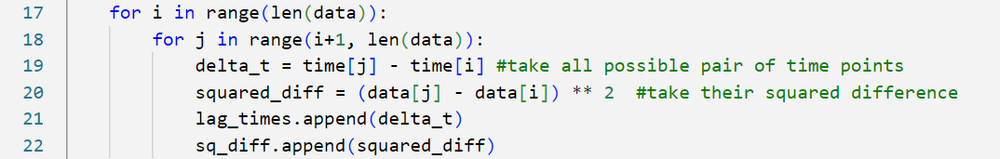 17 for i in range(len(data)):
18 for j in range(i+1, len(data)):
19 delta_t = time[j] - time[i] #take all possible pair of time points
20 squared_diff = (data[j] - data[i]) ** 2  #take their squared difference
21 lag_times.append(delta_t)
22 sq_diff.append(squared_diff)